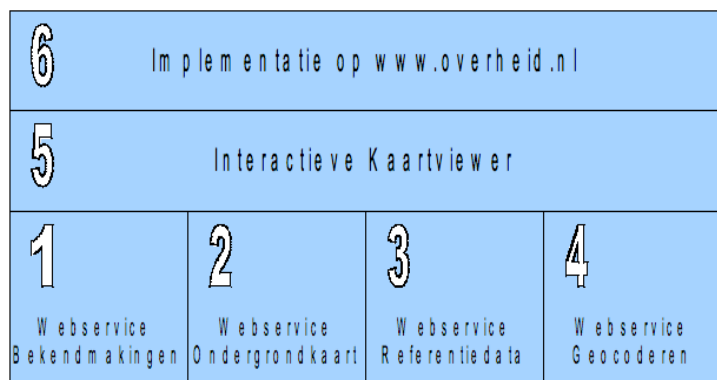 6
Implementatie op www.overheid.nl
5
Interactieve Kaartviewer
1
Webservice
Bekendmakingen
2
Webservice
Ondergrondkaart
3
Webservice
Referentiedata
4
Webservice
Geocoderen